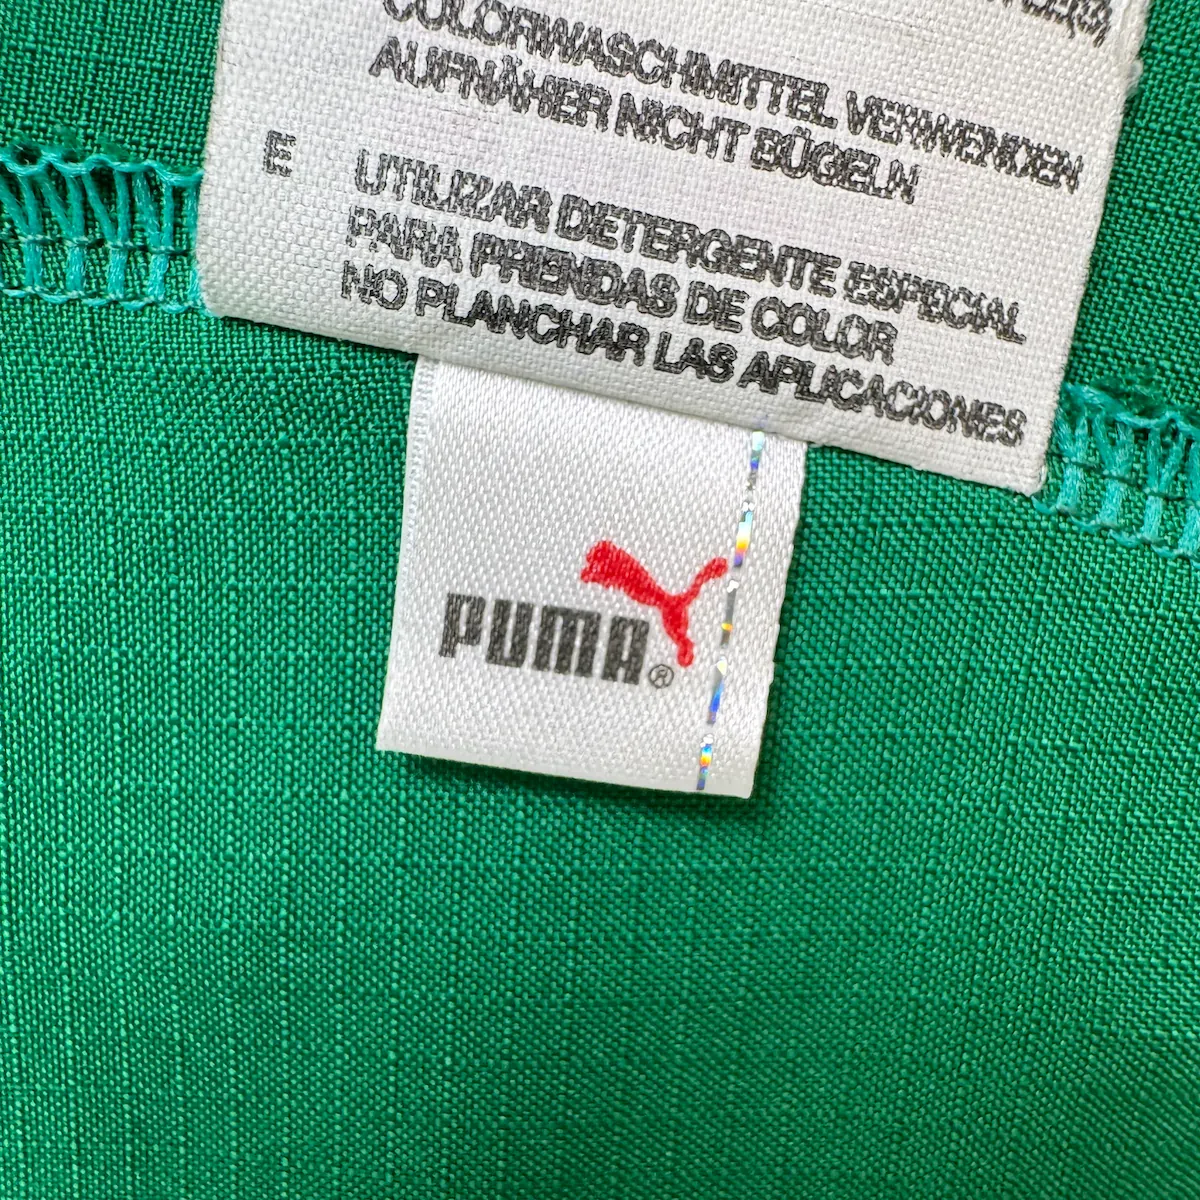 COLORWASCHMITTEL VERWENDEN
AUFNÄHER NICHT BÜGELN
E UTILIZAR DETERGENTE ESPECIAL
PARA PRENDAS DE COLOR
NO PLANCHAR LAS APLICACIONES
PUMA®